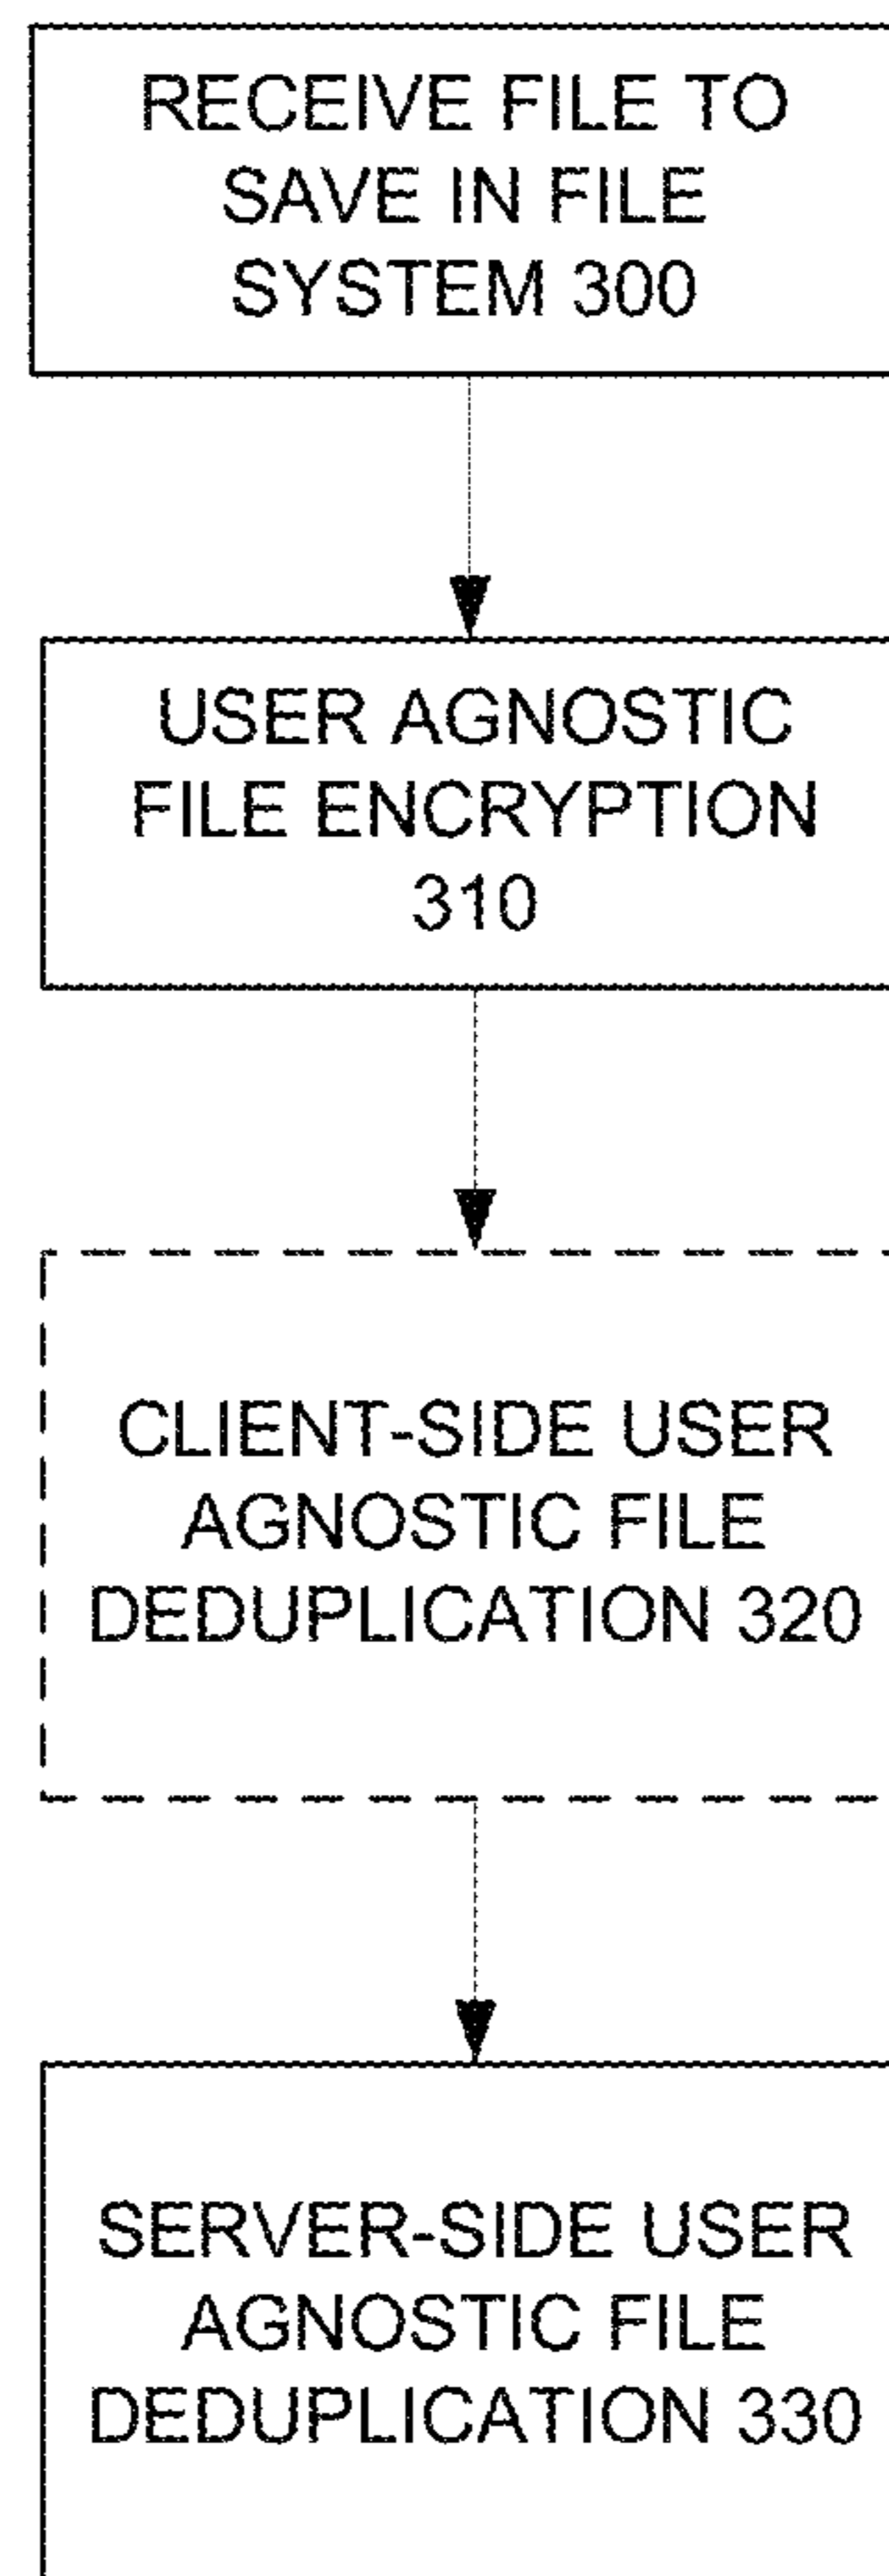 RECEIVE FILE TO
SAVE IN FILE
SYSTEM 300
USER AGNOSTIC
FILE ENCRYPTION
310
CLIENT-SIDE USER
AGNOSTIC FILE
DEDUPLICATION 320
SERVER-SIDE USER
AGNOSTIC FILE
DEDUPLICATION 330